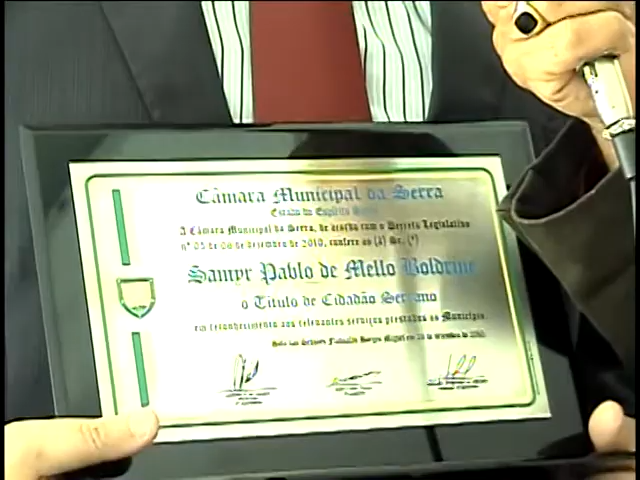 Câmara Municipal da Serra
Estado do Espírito Santo
A Câmara Municipal da Serra, de acordo com o Decreto Legislativo
nº 05 de 08 de dezembro de 2010, confere ao (à) Sr. (ª)
Samyr Pablo de Mello Boldrine
o Título de Cidadão Serrano
em reconhecimento aos relevantes serviços prestados ao Município.